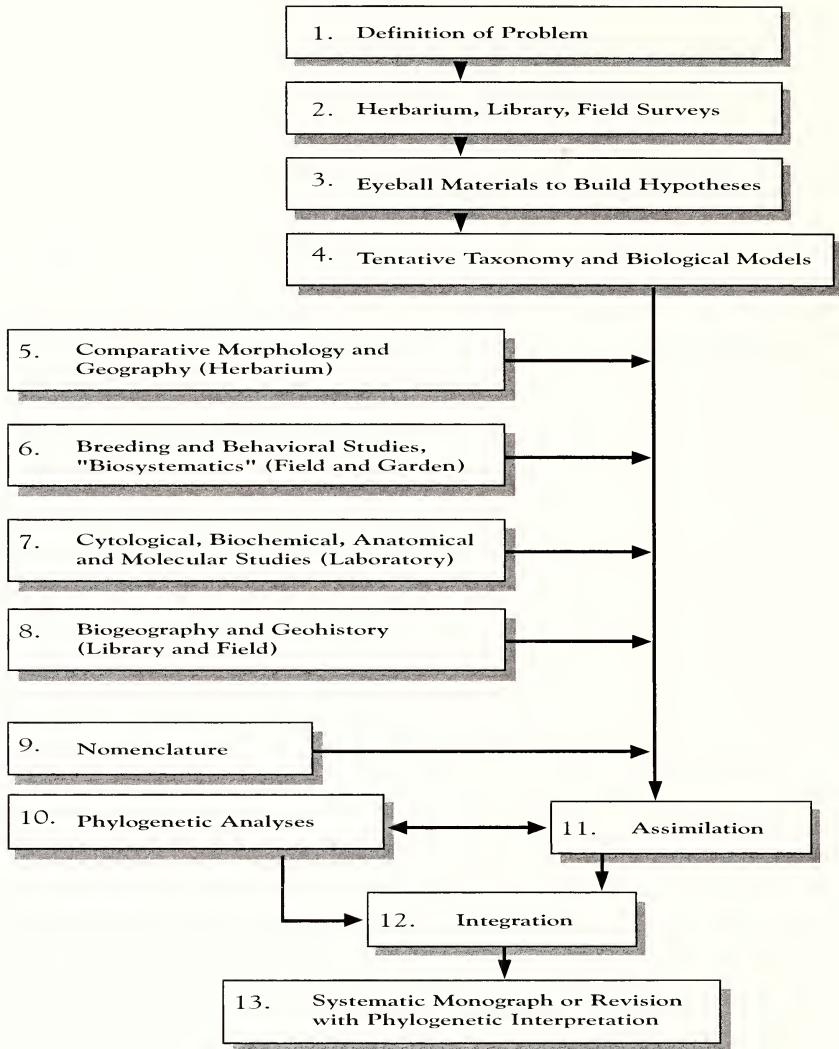 1. Definition of Problem
2. Herbarium, Library, Field Surveys
3. Eyeball Materials to Build Hypotheses
4. Tentative Taxonomy and Biological Models
5. Comparative Morphology and
Geography (Herbarium)
6. Breeding and Behavioral Studies,
"Biosystematics" (Field and Garden)
7. Cytological, Biochemical, Anatomical
and Molecular Studies (Laboratory)
8. Biogeography and Geohistory
(Library and Field)
9. Nomenclature
10. Phylogenetic Analyses
11. Assimilation
12. Integration
13. Systematic Monograph or Revision
with Phylogenetic Interpretation